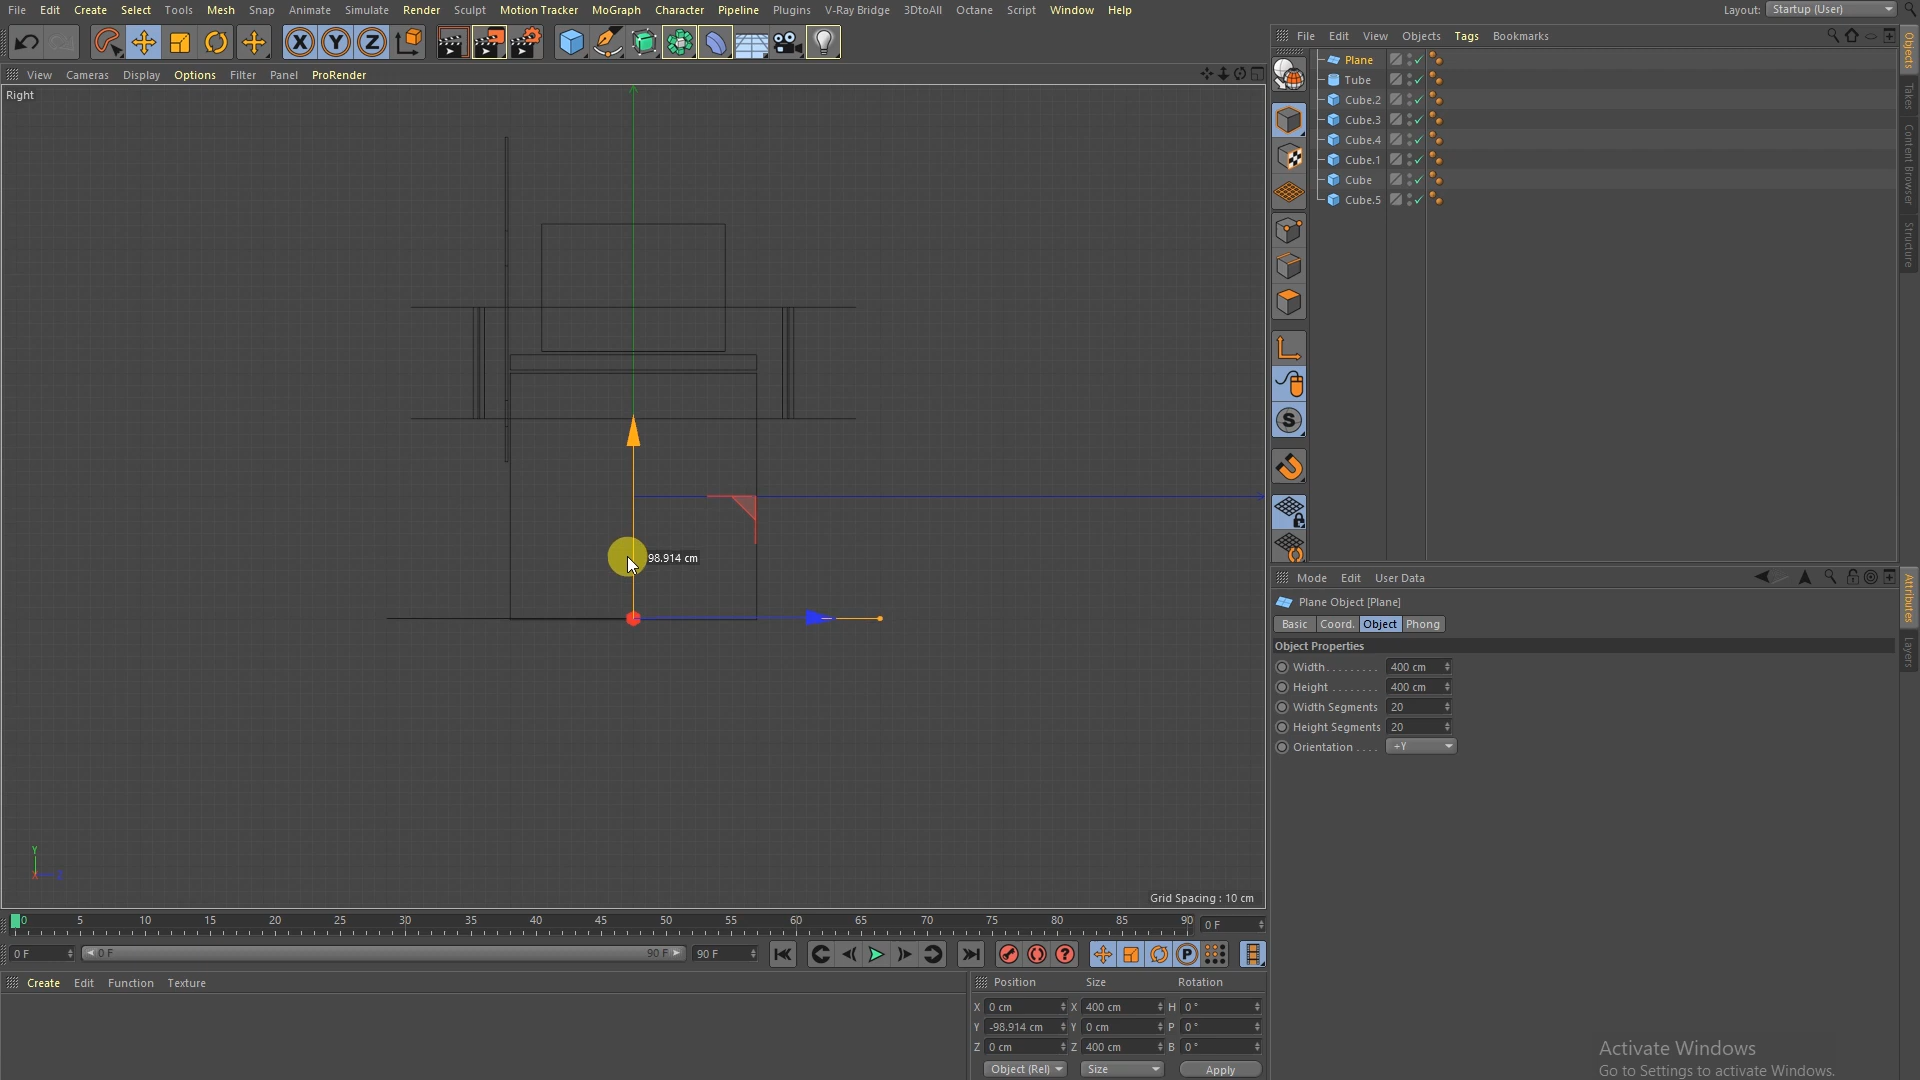 File Edit Create Select Tools Mesh Snap Animate Simulate Render Sculpt Motion Tracker MoGraph Character Pipeline Plugins V-Ray Bridge 3DtoAll Octane Script Window Help Layout: Startup (User)
File Edit View Objects Tags Bookmarks
View Cameras Display Options Filter Panel ProRender
Right
Plane
Tube
Cube.2
Cube.3
Cube.4
Cube.1
Cube
Cube.5
Objects
Takes
Content Browser
Structure
98.914 cm
Y
X Z
Grid Spacing : 10 cm
Mode Edit User Data
Plane Object [Plane]
Basic Coord. Object Phong
Object Properties
Width........ 400 cm
Height ........ 400 cm
Width Segments 20
Height Segments 20
Orientation .... +Y
Attributes
Layers
0 5 10 15 20 25 30 35 40 45 50 55 60 65 70 75 80 85 90 0 F
0 F 0 F 90 F 90 F
Create Edit Function Texture
Position Size Rotation
X 0 cm X 400 cm H 0 °
Y -98.914 cm Y 0 cm P 0 °
Z 0 cm Z 400 cm B 0 °
Object (Rel) Size Apply
Activate Windows
Go to Settings to activate Windows.